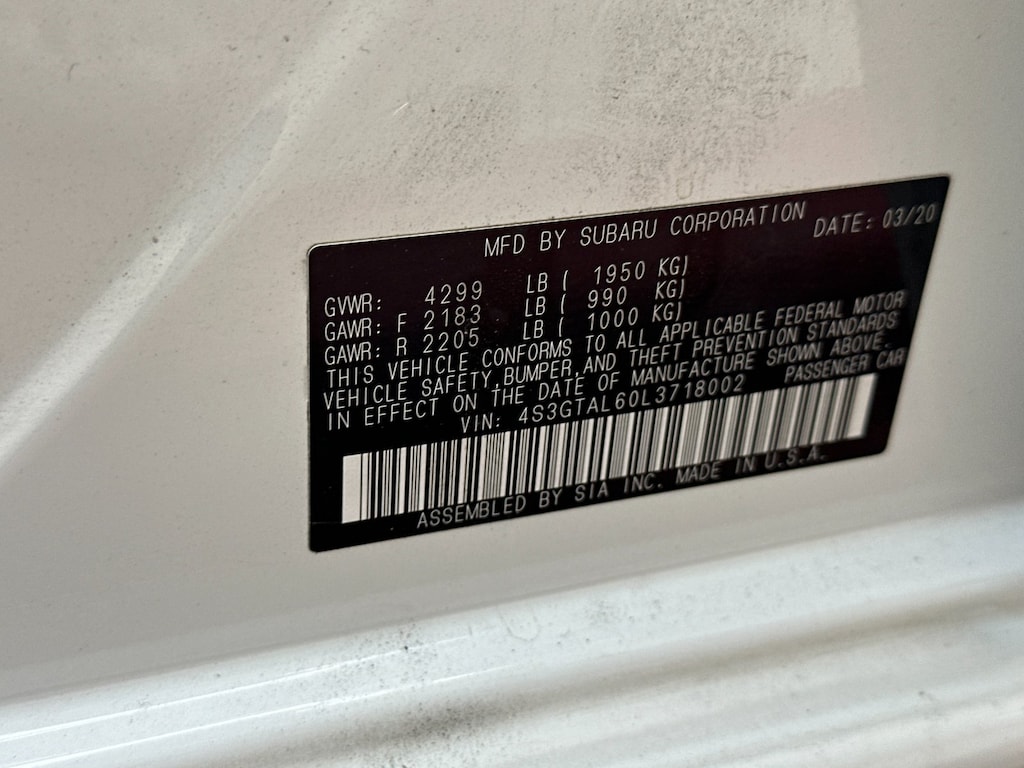 MFD BY SUBARU CORPORATION DATE: 03/20
GVWR: 4299 LB ( 1950 KG)
GAWR: F 2183 LB ( 990 KG)
GAWR: R 2205 LB ( 1000 KG)
THIS VEHICLE CONFORMS TO ALL APPLICABLE FEDERAL MOTOR
VEHICLE SAFETY,BUMPER,AND THEFT PREVENTION STANDARDS
IN EFFECT ON THE DATE OF MANUFACTURE SHOWN ABOVE.
VIN: 4S3GTAL60L3718002 PASSENGER CAR
ASSEMBLED BY SIA INC. MADE IN U.S.A.